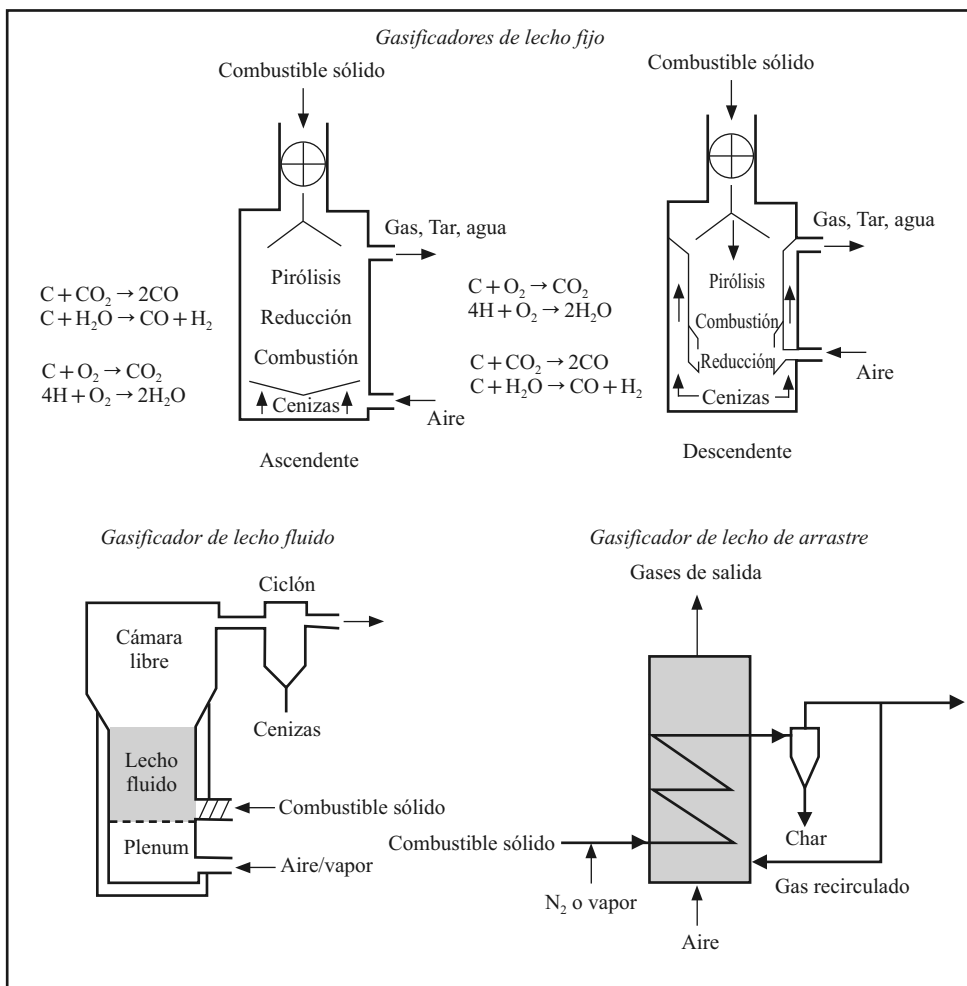 Gasificadores de lecho fijo
Combustible sólido
Gas, Tar, agua
Pirólisis
Reducción
Combustión
Cenizas
Aire
C + CO₂ → 2CO
C + H₂O → CO + H₂
C + O₂ → CO₂
4H + O₂ → 2H₂O
Ascendente
Combustible sólido
Gas, Tar, agua
Pirólisis
Combustión
Reducción
Cenizas
Aire
C + O₂ → CO₂
4H + O₂ → 2H₂O
C + CO₂ → 2CO
C + H₂O → CO + H₂
Descendente
Gasificador de lecho fluido
Ciclón
Cámara
libre
Cenizas
Lecho
fluido
Combustible sólido
Plenum
Aire/vapor
Gasificador de lecho de arrastre
Gases de salida
Combustible sólido
Char
Gas recirculado
N₂ o vapor
Aire